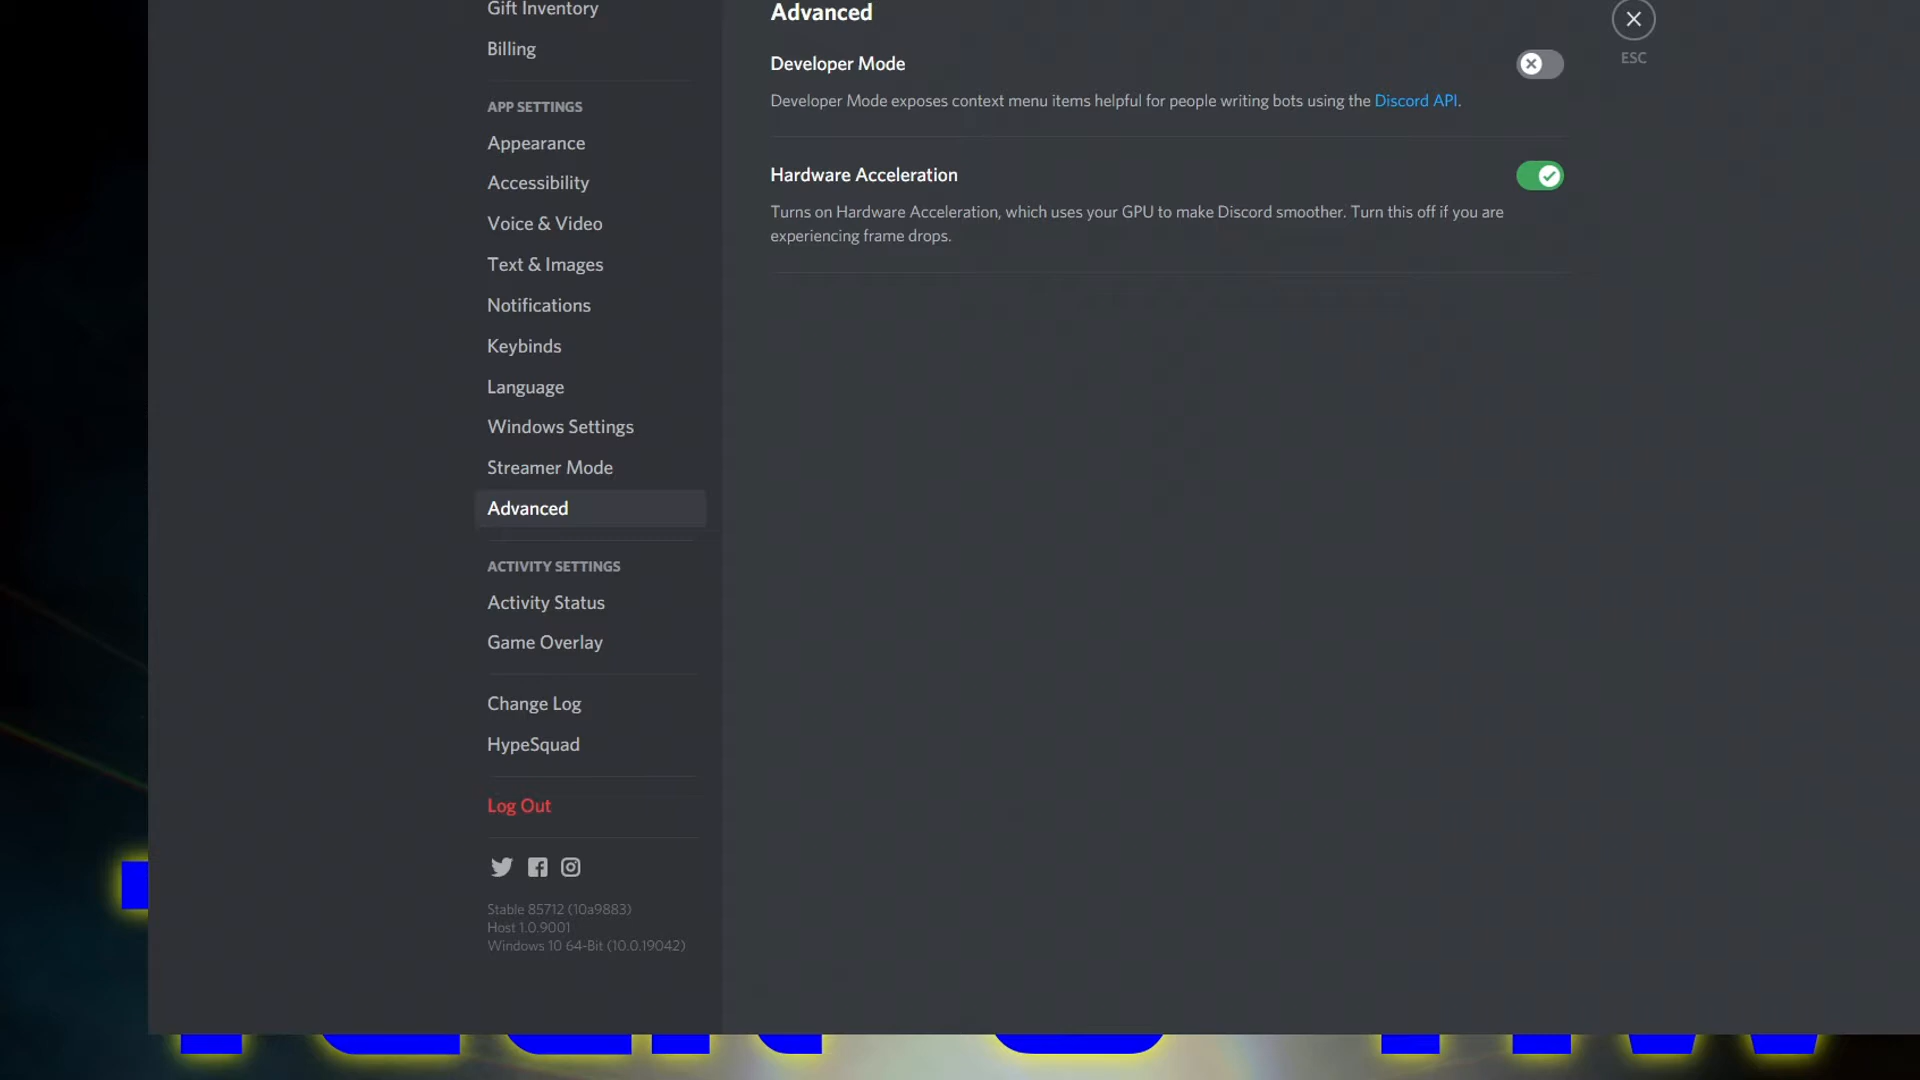 Gift Inventory
Billing
APP SETTINGS
Appearance
Accessibility
Voice & Video
Text & Images
Notifications
Keybinds
Language
Windows Settings
Streamer Mode
Advanced
ACTIVITY SETTINGS
Activity Status
Game Overlay
Change Log
HypeSquad
Log Out
Stable 85712 (10a9883)
Host 1.0.9001
Windows 10 64-Bit (10.0.19042)
Advanced
Developer Mode
Developer Mode exposes context menu items helpful for people writing bots using the Discord API.
Hardware Acceleration
Turns on Hardware Acceleration, which uses your GPU to make Discord smoother. Turn this off if you are
experiencing frame drops.
ESC